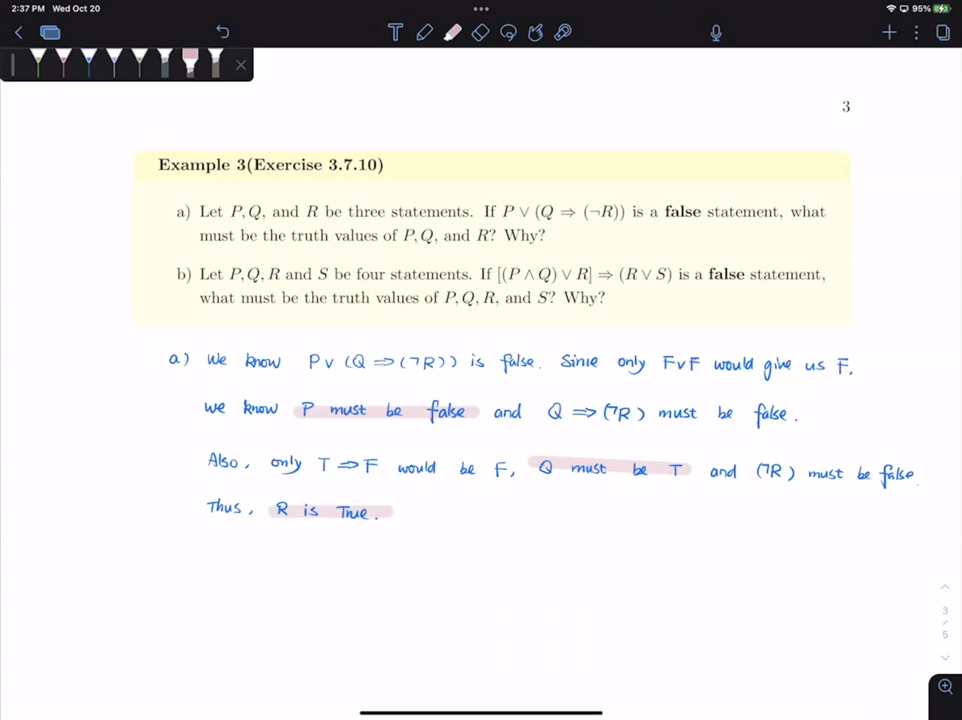 2:37 PM Wed Oct 20
95%
3
Example 3(Exercise 3.7.10)
a) Let P, Q, and R be three statements. If P ∨ (Q ⇒ (¬R)) is a false statement, what
must be the truth values of P, Q, and R? Why?
b) Let P, Q, R and S be four statements. If [(P ∧ Q) ∨ R] ⇒ (R ∨ S) is a false statement,
what must be the truth values of P, Q, R, and S? Why?
a) We know P ∨ (Q ⇒ (¬R)) is false. Since only F∨F would give us F,
we know P must be false and Q ⇒ (¬R) must be false.
Also, only T ⇒ F would be F, Q must be T and (¬R) must be false.
Thus, R is True.
3
/
5